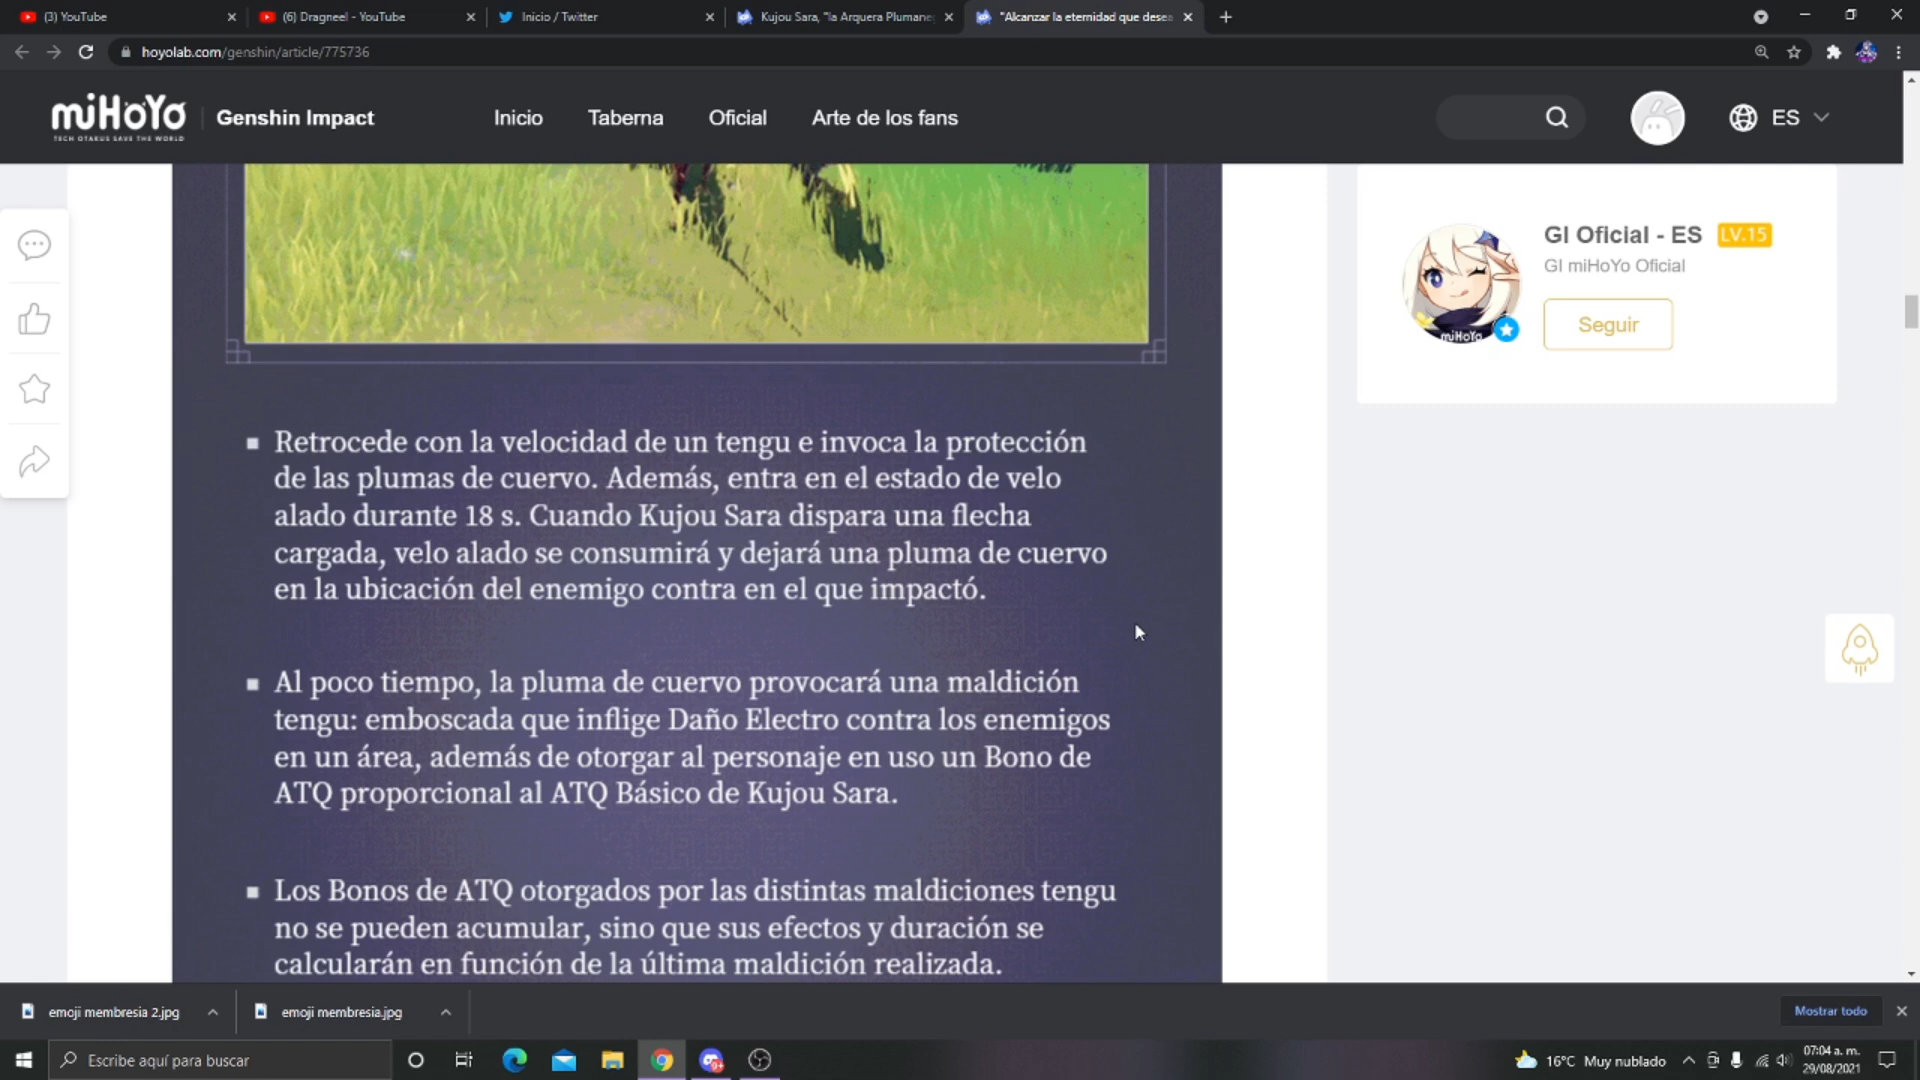 (3) YouTube
(6) Dragneel - YouTube
Inicio / Twitter
Kujou Sara, "la Arquera Plumane
"Alcanzar la eternidad que desea
hoyolab.com/genshin/article/775736
miHoYo
TECH OTAKUS SAVE THE WORLD
Genshin Impact
Inicio
Taberna
Oficial
Arte de los fans
ES
GI Oficial - ES
LV.15
GI miHoYo Oficial
miHoYo
Seguir
Retrocede con la velocidad de un tengu e invoca la protección
de las plumas de cuervo. Además, entra en el estado de velo
alado durante 18 s. Cuando Kujou Sara dispara una flecha
cargada, velo alado se consumirá y dejará una pluma de cuervo
en la ubicación del enemigo contra en el que impactó.
Al poco tiempo, la pluma de cuervo provocará una maldición
tengu: emboscada que inflige Daño Electro contra los enemigos
en un área, además de otorgar al personaje en uso un Bono de
ATQ proporcional al ATQ Básico de Kujou Sara.
Los Bonos de ATQ otorgados por las distintas maldiciones tengu
no se pueden acumular, sino que sus efectos y duración se
calcularán en función de la última maldición realizada.
emoji membresia 2.jpg
emoji membresia.jpg
Mostrar todo
Escribe aquí para buscar
16°C Muy nublado
07:04 a. m.
29/08/2021